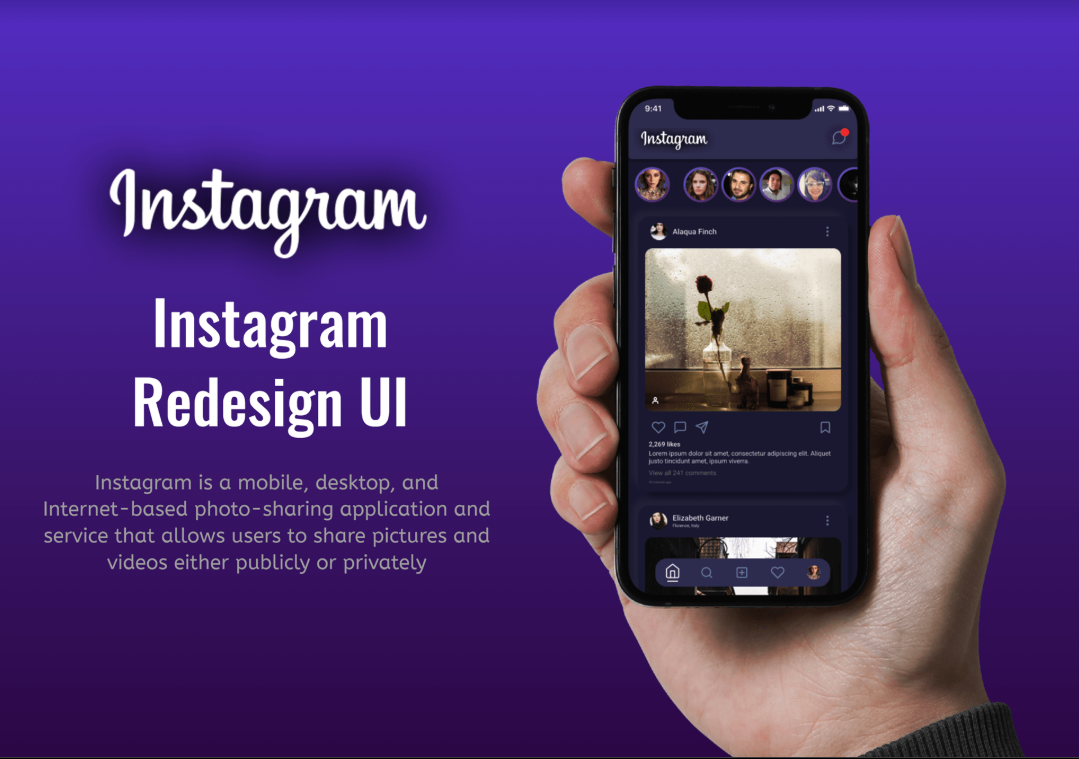 Instagram
Instagram
Redesign UI
Instagram is a mobile, desktop, and
Internet-based photo-sharing application and
service that allows users to share pictures and
videos either publicly or privately
9:41
Instagram
Alaqua Finch
2,269 likes
Lorem ipsum dolor sit amet, consectetur adipiscing elit. Aliquet
justo tincidunt amet, ipsum viverra.
View all 241 comments
Elizabeth Garner
Florence, Italy